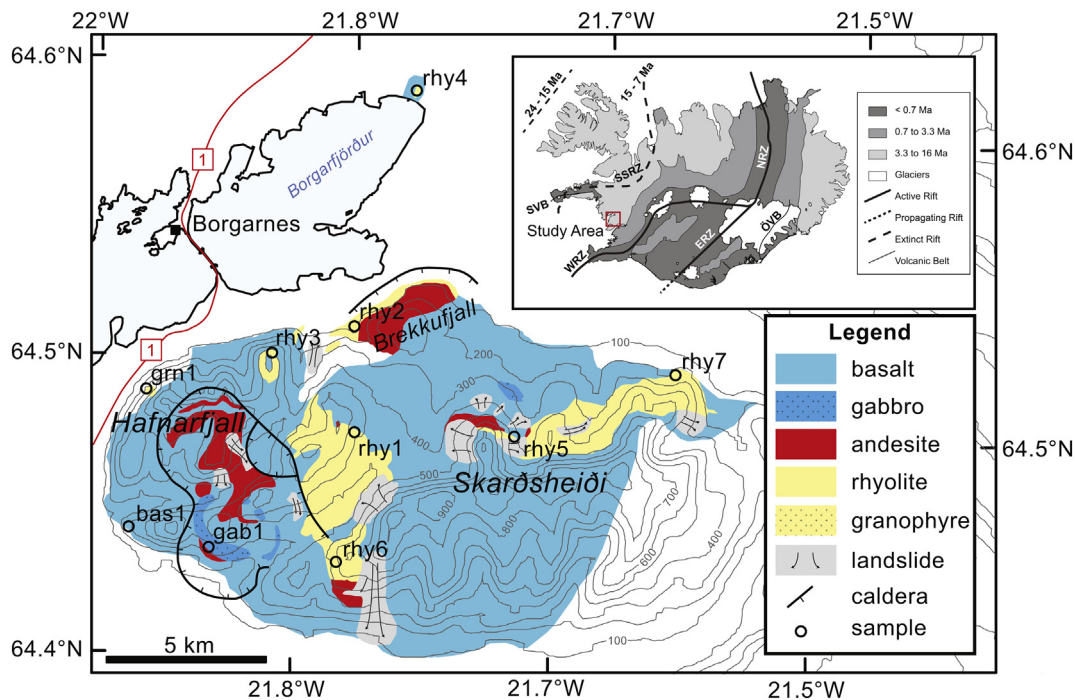 22°W
21.8°W
21.7°W
21.5°W
64.6°N
rhy4
Borgarfjörður
1
Borgarnes
24 - 15 Ma
15 - 7 Ma
SSRZ
SVB
Study Area
WRZ
ERZ
NRZ
ÖVB
< 0.7 Ma
0.7 to 3.3 Ma
3.3 to 16 Ma
Glaciers
Active Rift
Propagating Rift
Extinct Rift
Volcanic Belt
64.6°N
64.5°N
1
rhy2
Brekkufjall
rhy3
grn1
Hafnarfjall
rhy1
200
300
100
400
500
900
800
700
600
400
100
rhy7
rhy5
Skarðsheiði
bas1
gab1
rhy6
64.5°N
64.4°N
5 km
Legend
basalt
gabbro
andesite
rhyolite
granophyre
landslide
caldera
sample
21.8°W
21.7°W
21.5°W